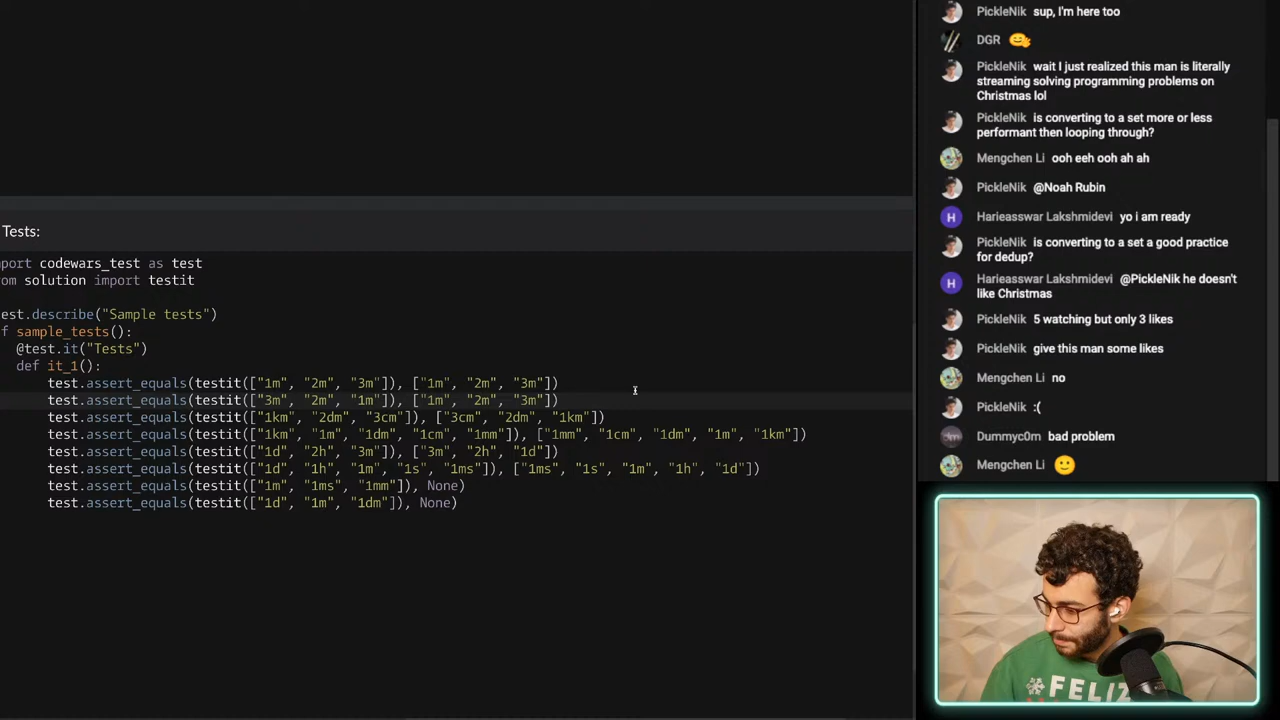 Tests:
port codewars_test as test
om solution import testit
est.describe("Sample tests")
f sample_tests():
@test.it("Tests")
def it_1():
test.assert_equals(testit(["1m", "2m", "3m"]), ["1m", "2m", "3m"])
test.assert_equals(testit(["3m", "2m", "1m"]), ["1m", "2m", "3m"])
test.assert_equals(testit(["1km", "2dm", "3cm"]), ["3cm", "2dm", "1km"])
test.assert_equals(testit(["1km", "1m", "1dm", "1cm", "1mm"]), ["1mm", "1cm", "1dm", "1m", "1km"])
test.assert_equals(testit(["1d", "2h", "3m"]), ["3m", "2h", "1d"])
test.assert_equals(testit(["1d", "1h", "1m", "1s", "1ms"]), ["1ms", "1s", "1m", "1h", "1d"])
test.assert_equals(testit(["1m", "1ms", "1mm"]), None)
test.assert_equals(testit(["1d", "1m", "1dm"]), None)
PickleNik sup, I'm here too
DGR
PickleNik wait I just realized this man is literally
streaming solving programming problems on
Christmas lol
PickleNik is converting to a set more or less
performant then looping through?
Mengchen Li ooh eeh ooh ah ah
PickleNik @Noah Rubin
H Harieasswar Lakshmidevi yo i am ready
PickleNik is converting to a set a good practice
for dedup?
H Harieasswar Lakshmidevi @PickleNik he doesn't
like Christmas
PickleNik 5 watching but only 3 likes
PickleNik give this man some likes
Mengchen Li no
PickleNik :(
dm Dummyc0m bad problem
Mengchen Li
FELIZ